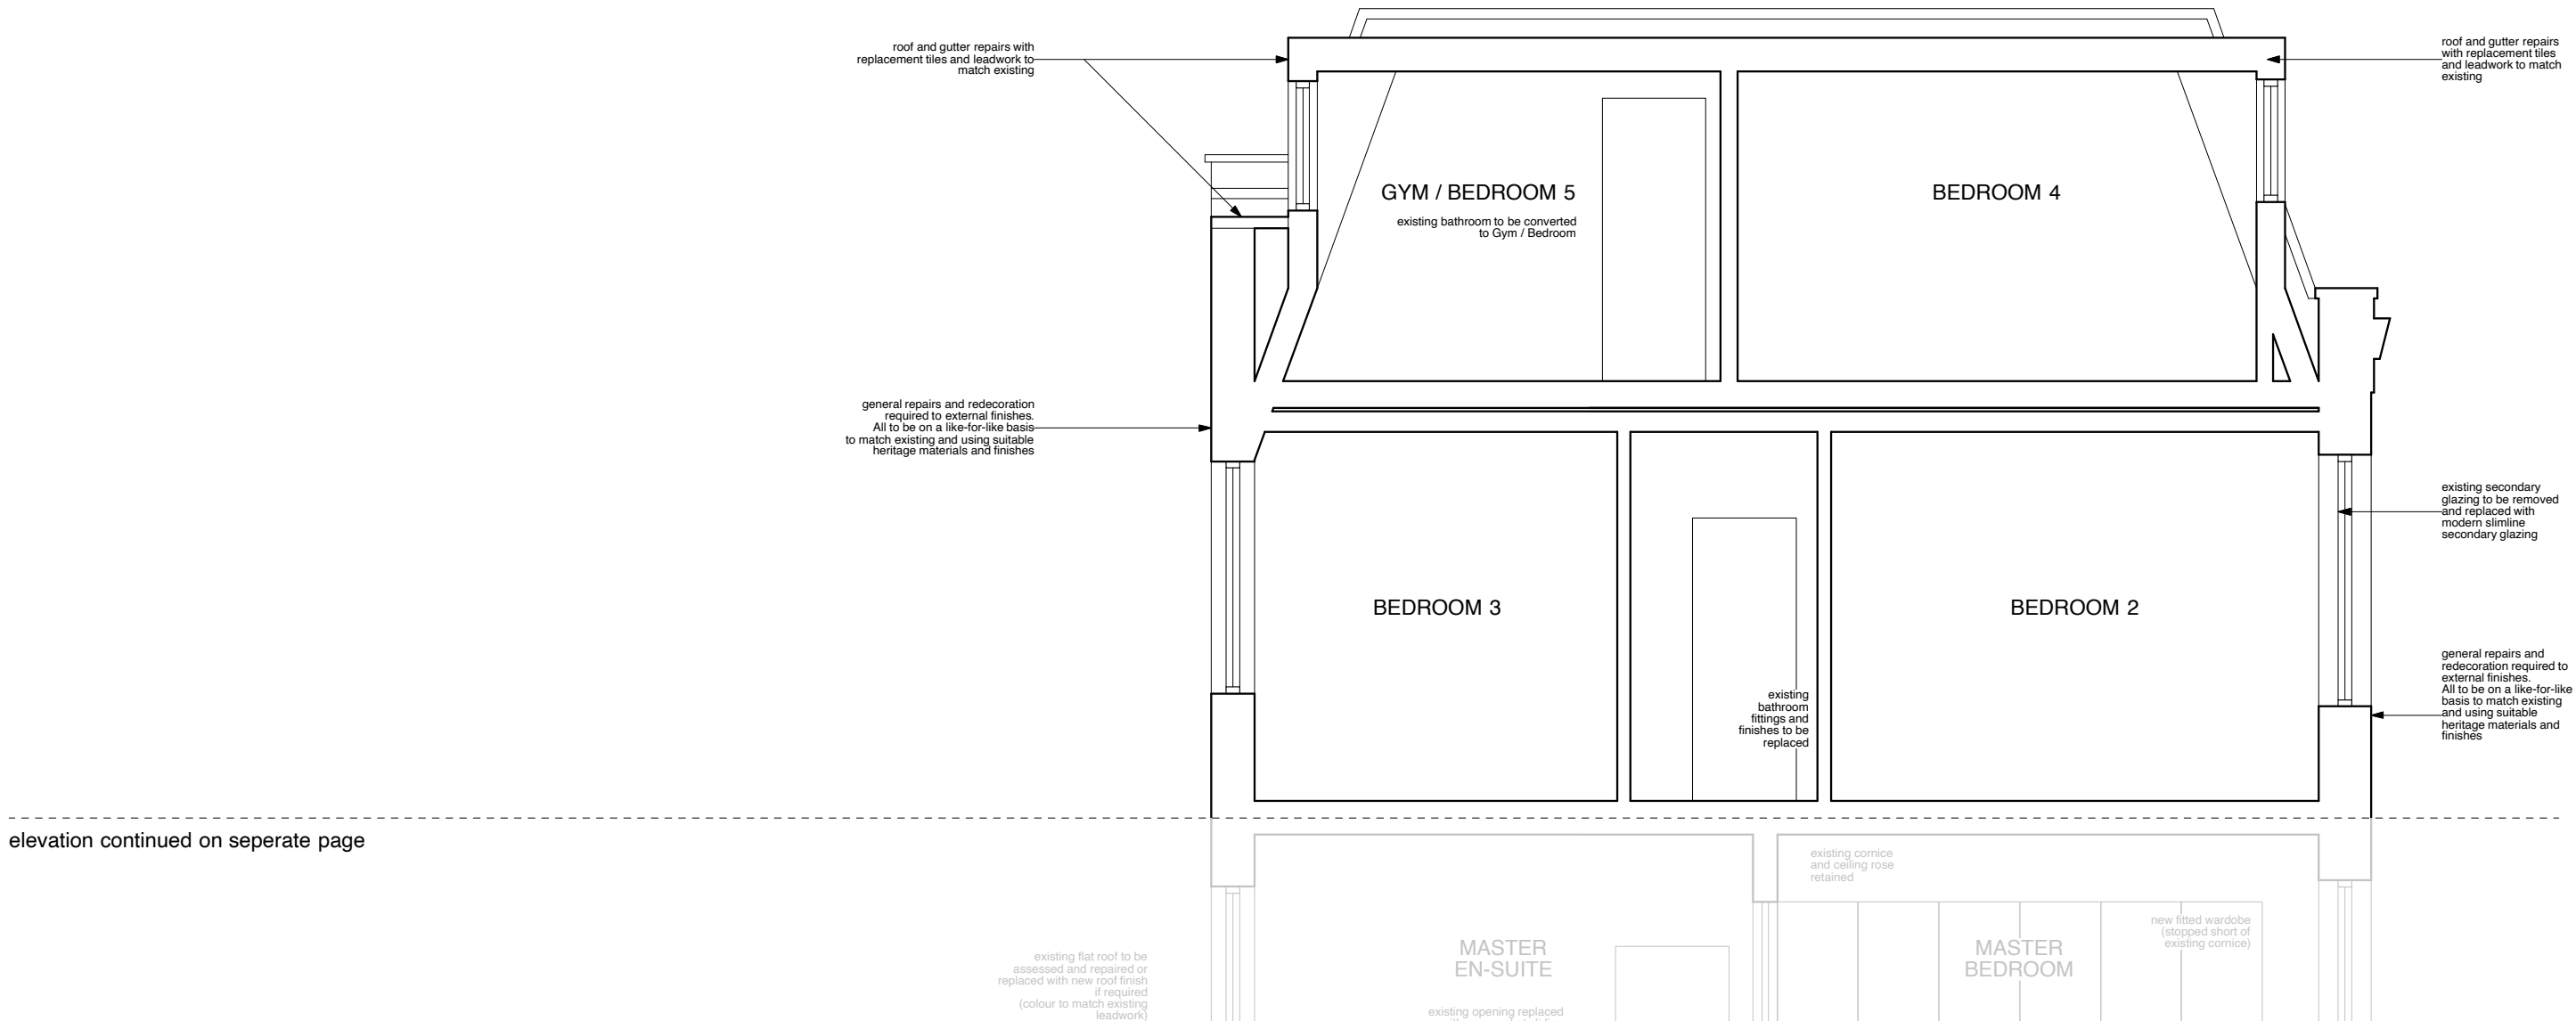 roof and gutter repairs with
replacement tiles and leadwork to
match existing
roof and gutter repairs
with replacement tiles
and leadwork to match
existing
GYM / BEDROOM 5
existing bathroom to be converted
to Gym / Bedroom
BEDROOM 4
general repairs and redecoration
required to external finishes.
All to be on a like-for-like basis
to match existing and using suitable
heritage materials and finishes
existing secondary
glazing to be removed
and replaced with
modern slimline
secondary glazing
BEDROOM 3
BEDROOM 2
existing
bathroom
fittings and
finishes to be
replaced
general repairs and
redecoration required to
external finishes.
All to be on a like-for-like
basis to match existing
and using suitable
heritage materials and
finishes
elevation continued on seperate page
existing cornice
and ceiling rose
retained
new fitted wardobe
(stopped short of
existing cornice)
MASTER
EN-SUITE
MASTER
BEDROOM
existing flat roof to be
assessed and repaired or
replaced with new roof finish
if required
(colour to match existing
leadwork)
existing opening replaced